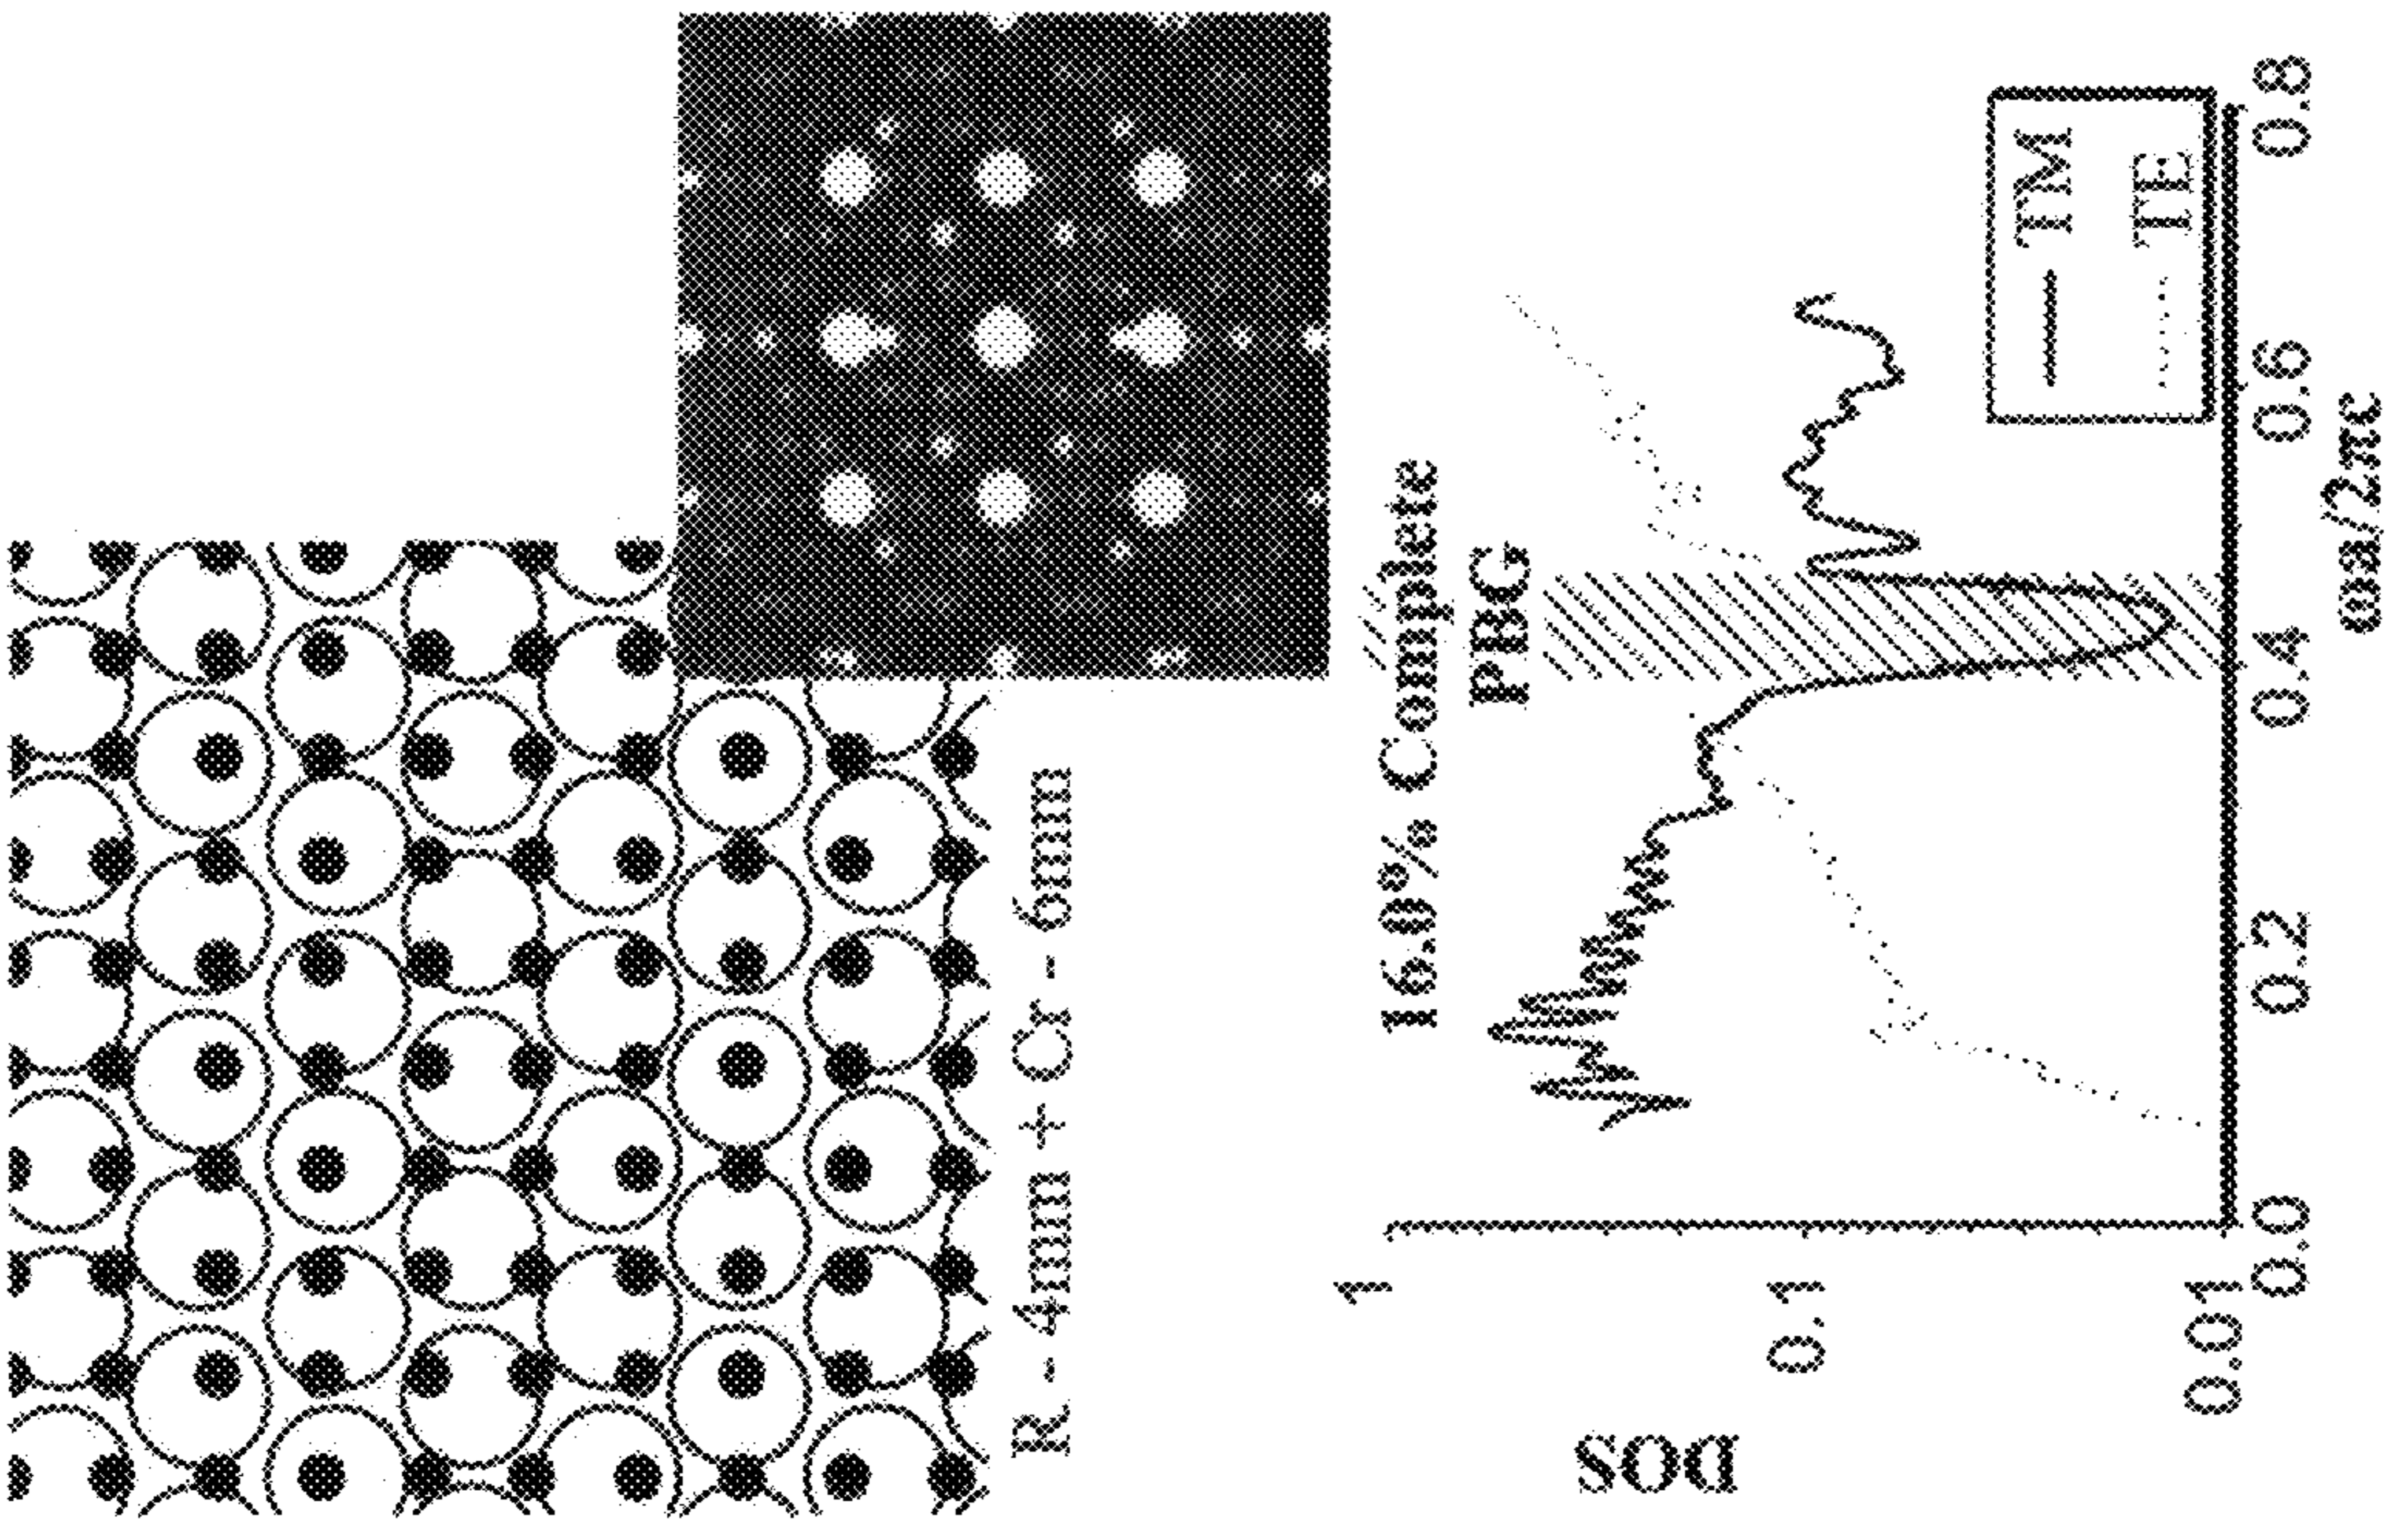 R - 4mm + Cr - 6mm
16.0% Complete
PBG
1
0.1
0.01
DOS
TM
TE
0.0
0.2
0.4
0.6
0.8
ωa/2πc